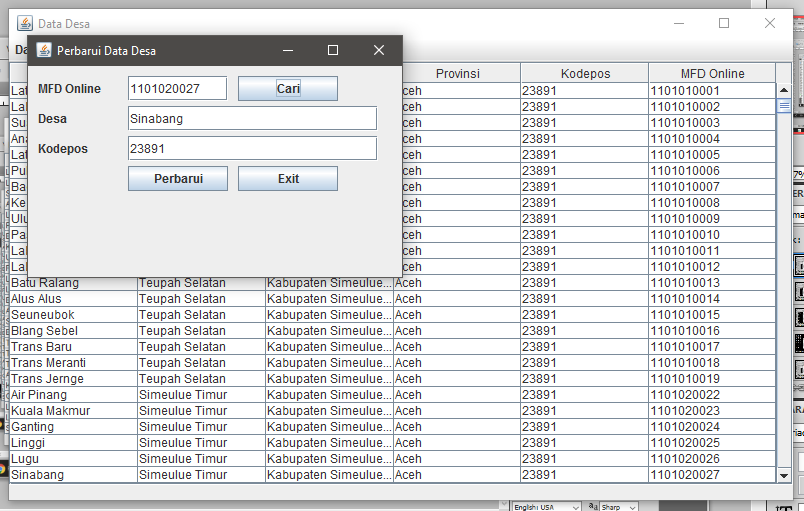 Data Desa
Perbarui Data Desa
MFD Online 1101020027 Cari
Desa Sinabang
Kodepos 23891
Perbarui Exit
Provinsi Kodepos MFD Online
Aceh 23891 1101010001
Aceh 23891 1101010002
Aceh 23891 1101010003
Aceh 23891 1101010004
Aceh 23891 1101010005
Aceh 23891 1101010006
Aceh 23891 1101010007
Aceh 23891 1101010008
Aceh 23891 1101010009
Aceh 23891 1101010010
Aceh 23891 1101010011
Aceh 23891 1101010012
Batu Ralang Teupah Selatan Kabupaten Simeulue... Aceh 23891 1101010013
Alus Alus Teupah Selatan Kabupaten Simeulue... Aceh 23891 1101010014
Seuneubok Teupah Selatan Kabupaten Simeulue... Aceh 23891 1101010015
Blang Sebel Teupah Selatan Kabupaten Simeulue... Aceh 23891 1101010016
Trans Baru Teupah Selatan Kabupaten Simeulue... Aceh 23891 1101010017
Trans Meranti Teupah Selatan Kabupaten Simeulue... Aceh 23891 1101010018
Trans Jernge Teupah Selatan Kabupaten Simeulue... Aceh 23891 1101010019
Air Pinang Simeulue Timur Kabupaten Simeulue... Aceh 23891 1101020022
Kuala Makmur Simeulue Timur Kabupaten Simeulue... Aceh 23891 1101020023
Ganting Simeulue Timur Kabupaten Simeulue... Aceh 23891 1101020024
Linggi Simeulue Timur Kabupaten Simeulue... Aceh 23891 1101020025
Lugu Simeulue Timur Kabupaten Simeulue... Aceh 23891 1101020026
Sinabang Simeulue Timur Kabupaten Simeulue... Aceh 23891 1101020027
English: USA Sharp